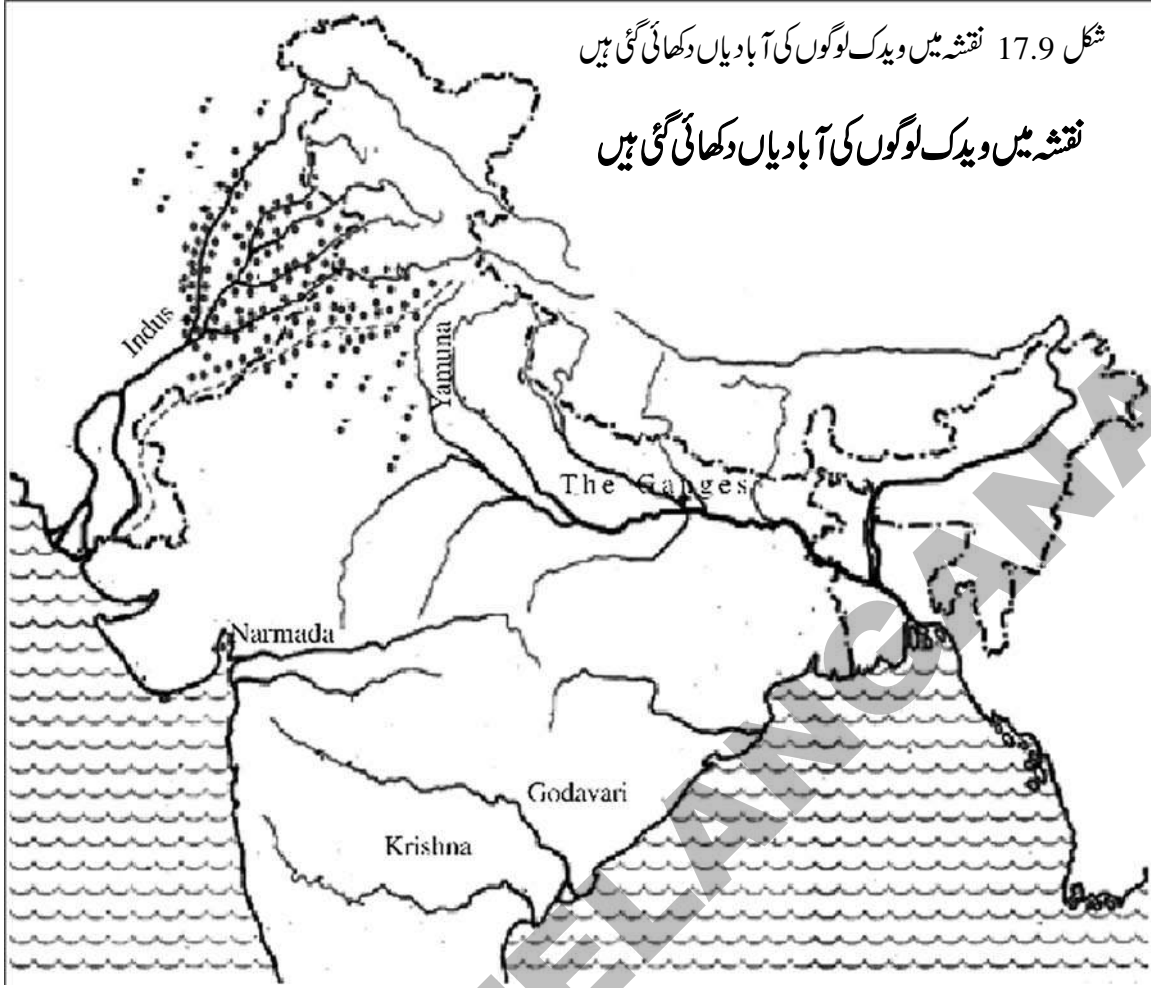 شکل 17.9 نقشہ میں ویدک لوگوں کی آبادیاں دکھائی گئی ہیں
نقشہ میں ویدک لوگوں کی آبادیاں دکھائی گئی ہیں
Indus
Yamuna
The Ganges
Narmada
Godavari
Krishna
TELANGANA